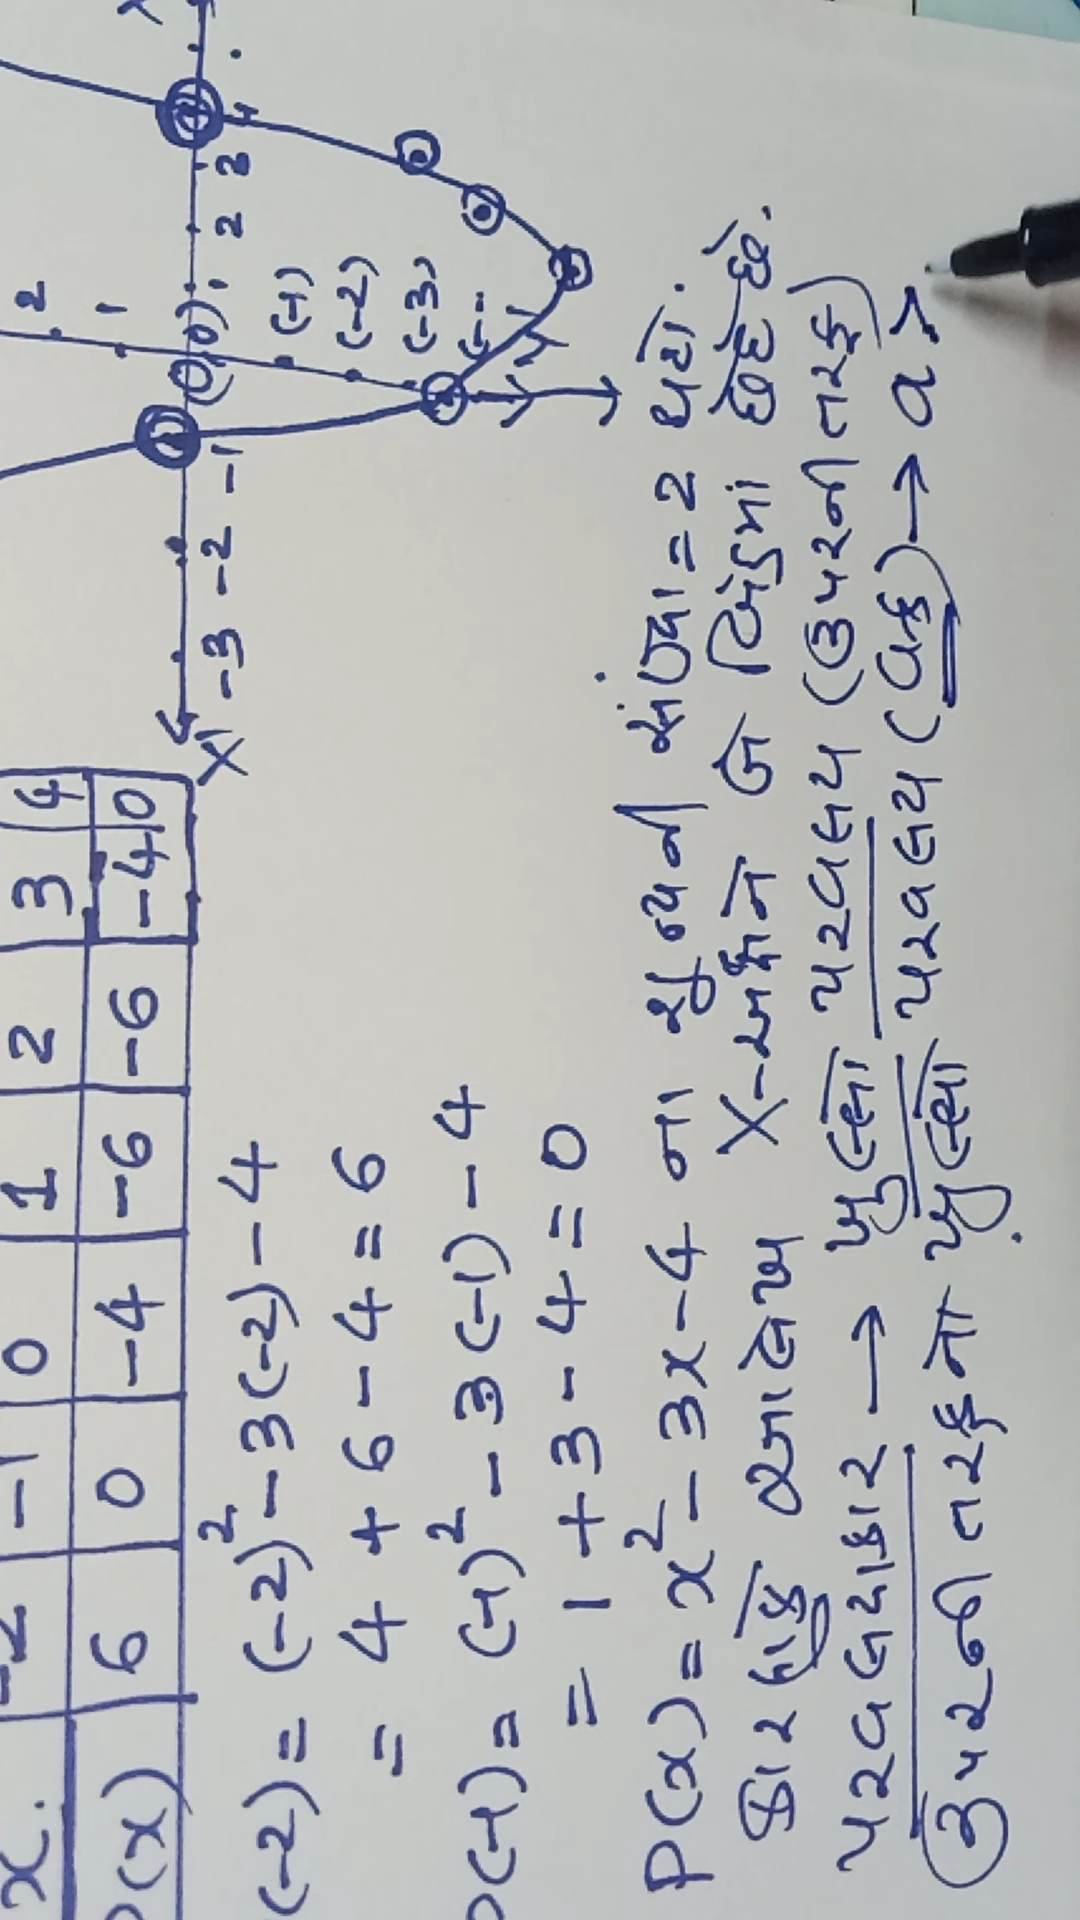 x. | -2 | -1 | 0 | 1 | 2 | 3 | 4
P(x) | 6 | 0 | -4 | -6 | -6 | -4 | 0
2
1
X' -3 -2 -1 (0,0) 1 2 4
(-1)
(-2)
(-3)
(-2) = (-2)² - 3(-2) - 4
= 4 + 6 - 4 = 6
P(-1) = (-1)² - 3(-1) - 4
= 1 + 3 - 4 = 0
P(x) = x² - 3x - 4 ના શૂન્યની સંખ્યા = 2 થશે.
કારણકે આલેખ X-અક્ષને બે બિંદુમાં છેદે છે.
પરવલયાકાર → ખુલ્લો પરવલય (ઉપરની તરફ)
ઉપરની તરફના ખુલ્લો પરવલય (વક્ર) → a >